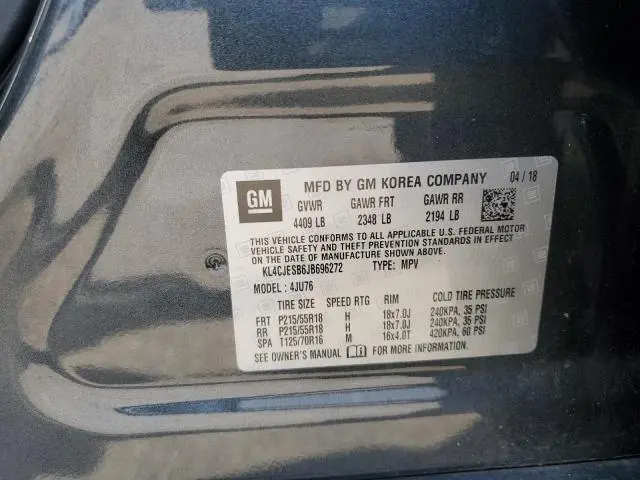 GM
MFD BY GM KOREA COMPANY 04 / 18
GVWR GAWR FRT GAWR RR
4409 LB 2348 LB 2194 LB
THIS VEHICLE CONFORMS TO ALL APPLICABLE U.S. FEDERAL MOTOR
VEHICLE SAFETY AND THEFT PREVENTION STANDARDS IN EFFECT ON THE
DATE OF MANUFACTURE SHOWN ABOVE.
KL4CJESB6JB696272 TYPE: MPV
MODEL : 4JU76
TIRE SIZE SPEED RTG RIM COLD TIRE PRESSURE
FRT P215/55R18 H 18x7.0J 240KPA, 35 PSI
RR P215/55R18 H 18x7.0J 240KPA, 35 PSI
SPA T125/70R16 M 16x4.0T 420KPA, 60 PSI
SEE OWNER'S MANUAL FOR MORE INFORMATION.